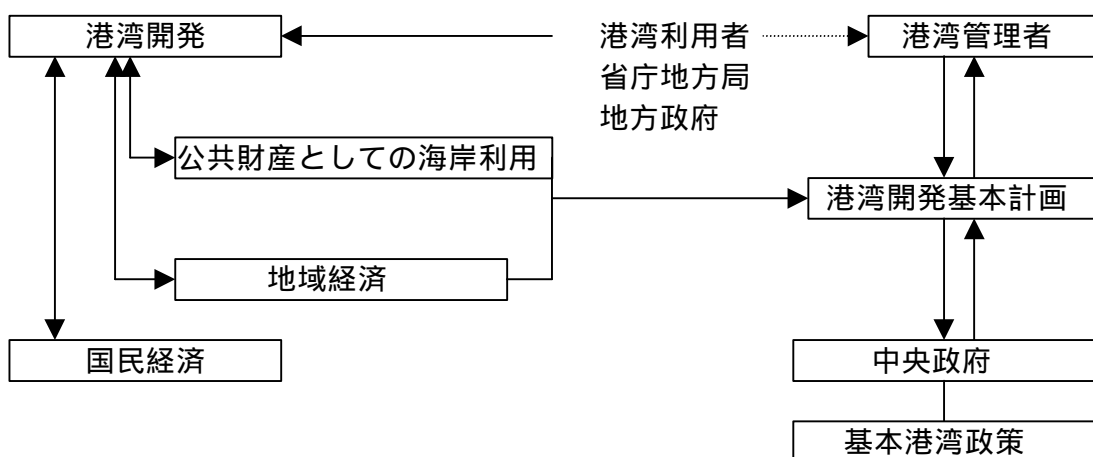 港湾開発
港湾利用者
港湾管理者
省庁地方局
地方政府
公共財産としての海岸利用
港湾開発基本計画
地域経済
国民経済
中央政府
基本港湾政策